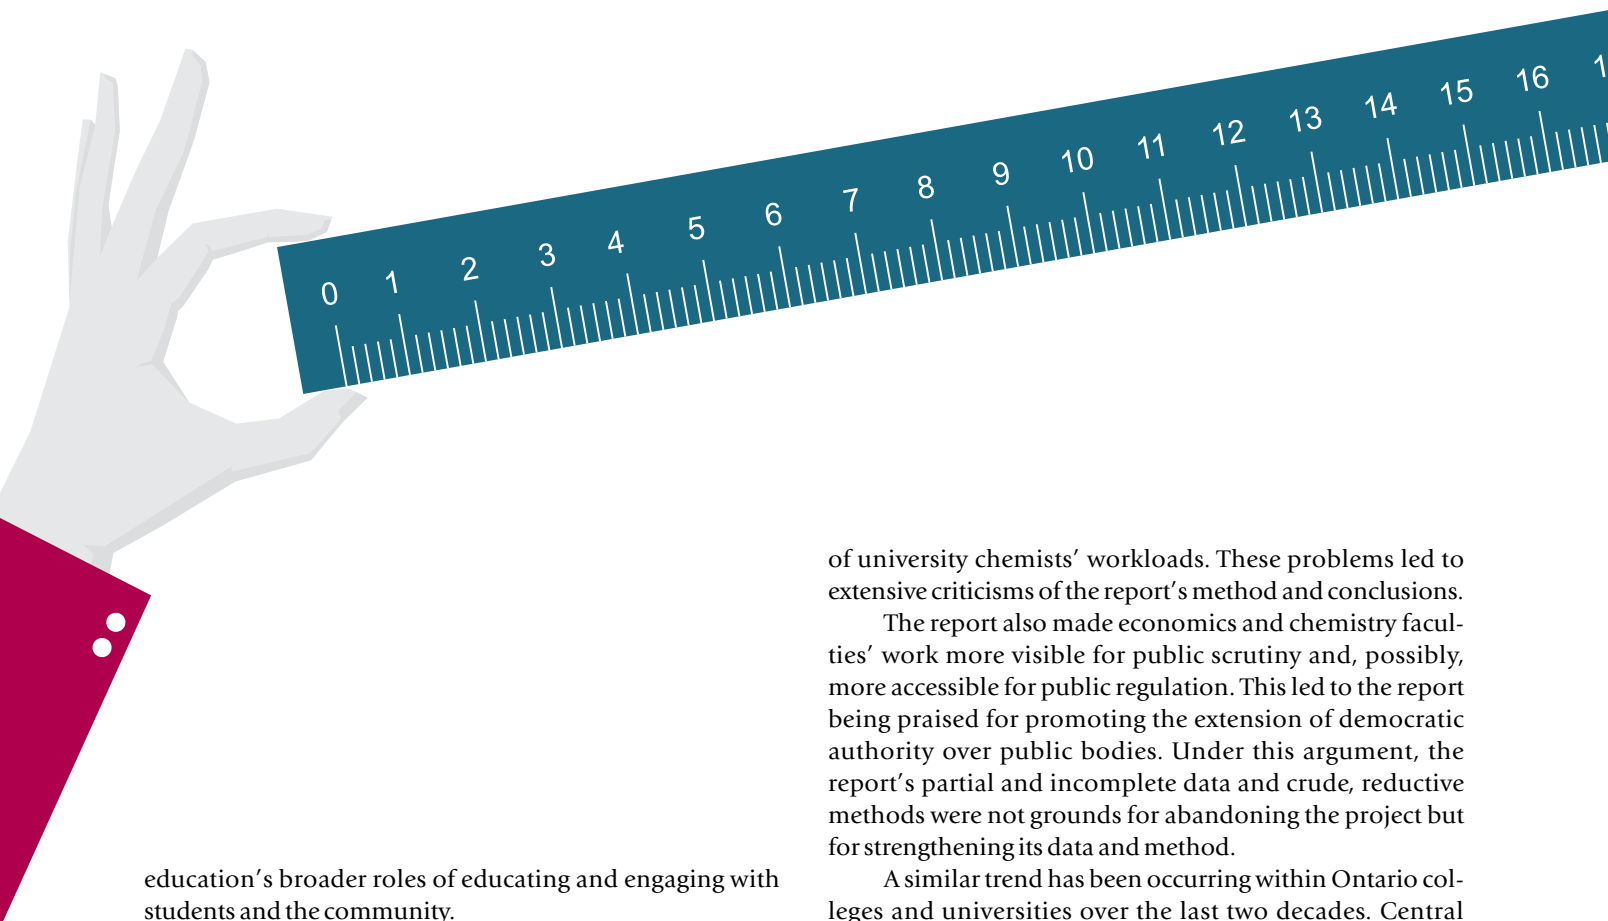 0 1 2 3 4 5 6 7 8 9 10 11 12 13 14 15 16
education’s broader roles of educating and engaging with
students and the community.
of university chemists’ workloads. These problems led to
extensive criticisms of the report’s method and conclusions.
The report also made economics and chemistry facul-
ties’ work more visible for public scrutiny and, possibly,
more accessible for public regulation. This led to the report
being praised for promoting the extension of democratic
authority over public bodies. Under this argument, the
report’s partial and incomplete data and crude, reductive
methods were not grounds for abandoning the project but
for strengthening its data and method.
A similar trend has been occurring within Ontario col-
leges and universities over the last two decades. Central